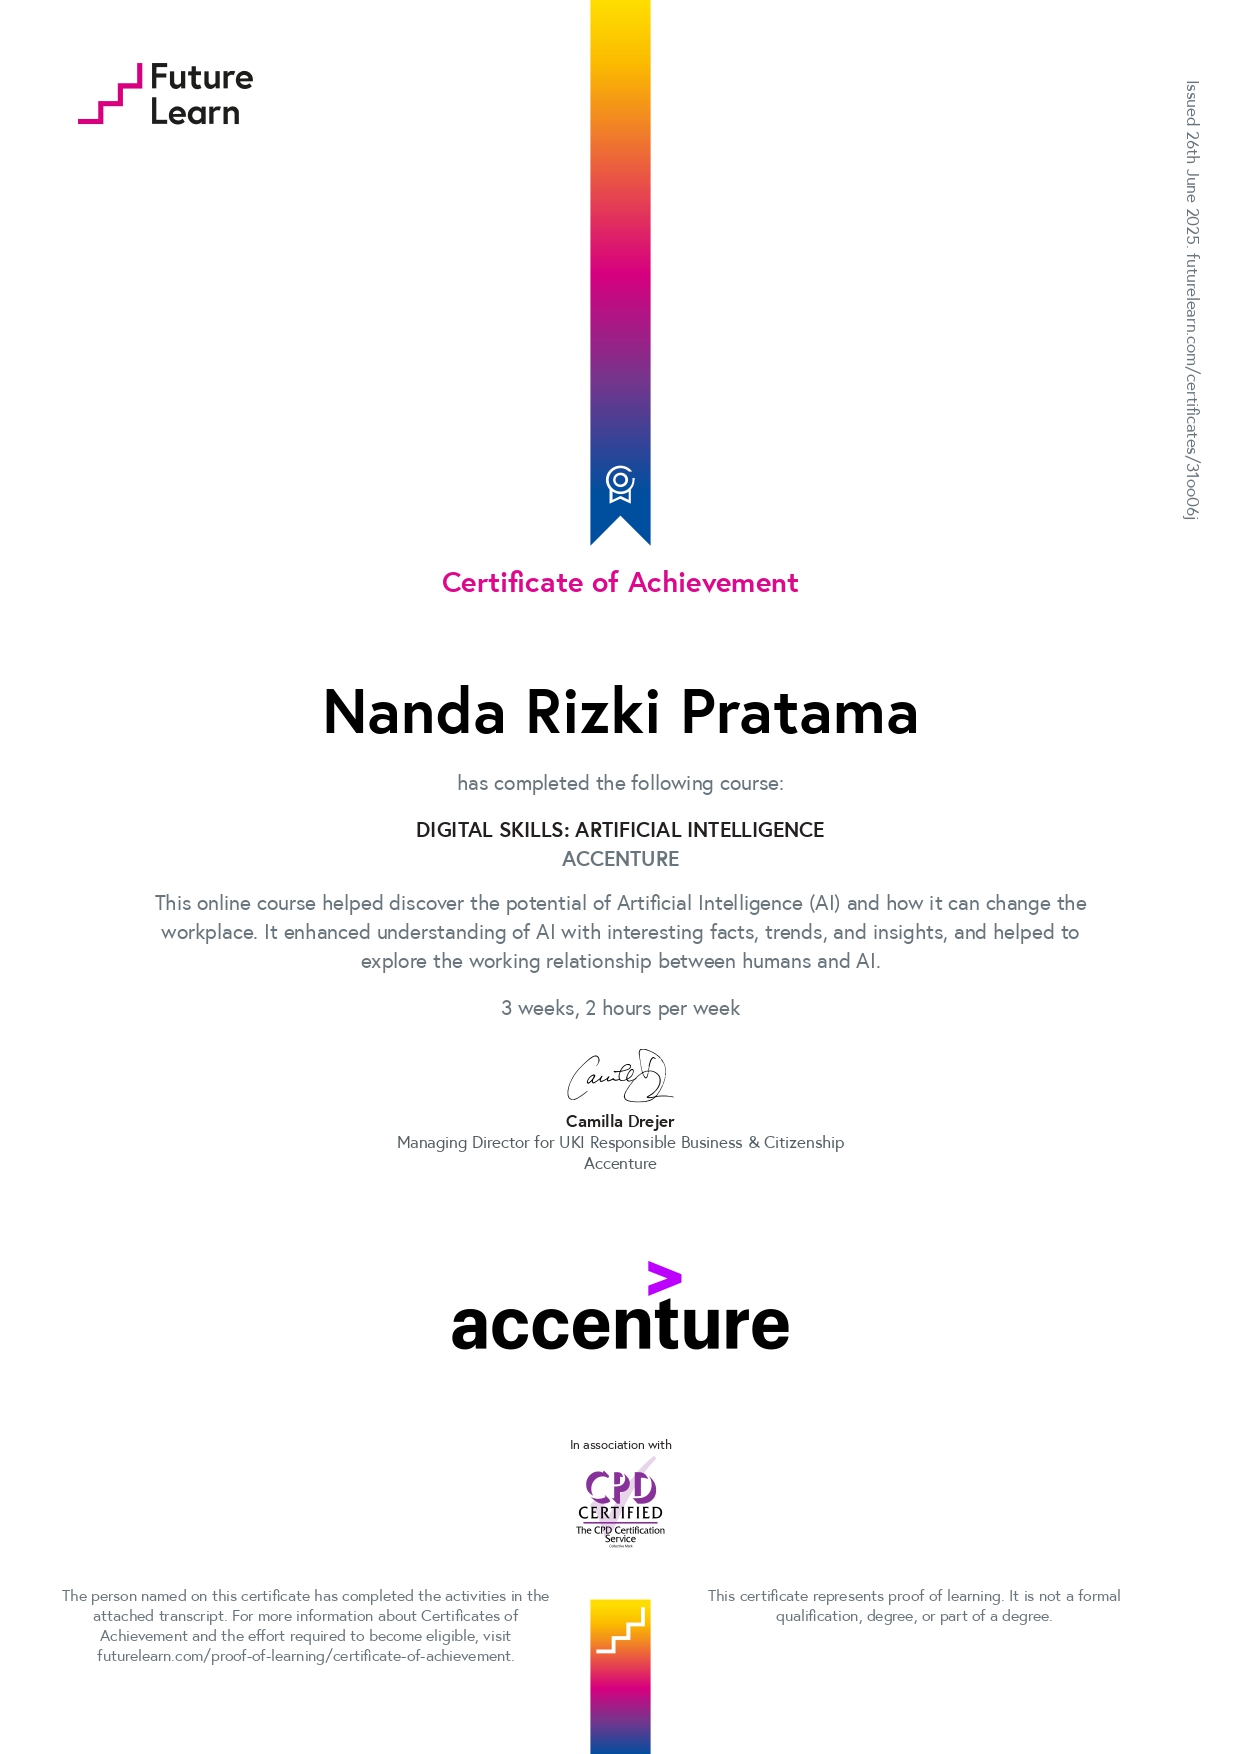 Future
Learn
Issued 26th June 2025. futurelearn.com/certificates/31oo06j
Certificate of Achievement
Nanda Rizki Pratama
has completed the following course:
DIGITAL SKILLS: ARTIFICIAL INTELLIGENCE
ACCENTURE
This online course helped discover the potential of Artificial Intelligence (AI) and how it can change the
workplace. It enhanced understanding of AI with interesting facts, trends, and insights, and helped to
explore the working relationship between humans and AI.
3 weeks, 2 hours per week
Camilla Drejer
Managing Director for UKI Responsible Business & Citizenship
Accenture
accenture
In association with
CPD
CERTIFIED
The CPD Certification
Service
Collective Mark
The person named on this certificate has completed the activities in the
attached transcript. For more information about Certificates of
Achievement and the effort required to become eligible, visit
futurelearn.com/proof-of-learning/certificate-of-achievement.
This certificate represents proof of learning. It is not a formal
qualification, degree, or part of a degree.